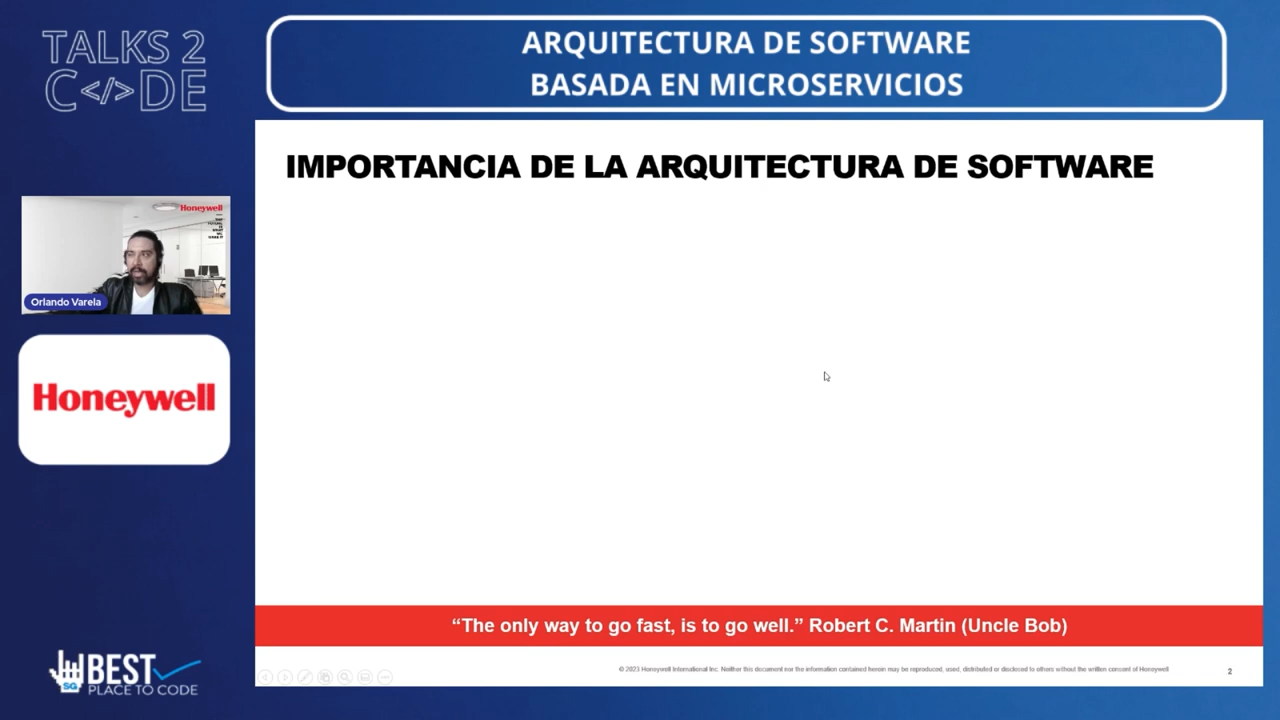 TALKS 2
C</>DE
ARQUITECTURA DE SOFTWARE
BASADA EN MICROSERVICIOS
IMPORTANCIA DE LA ARQUITECTURA DE SOFTWARE
Honeywell
Orlando Varela
Honeywell
“The only way to go fast, is to go well.” Robert C. Martin (Uncle Bob)
© 2023 Honeywell International Inc. Neither this document nor the information contained herein may be reproduced, used, distributed or disclosed to others without the written consent of Honeywell
2
SG
BEST
PLACE TO CODE